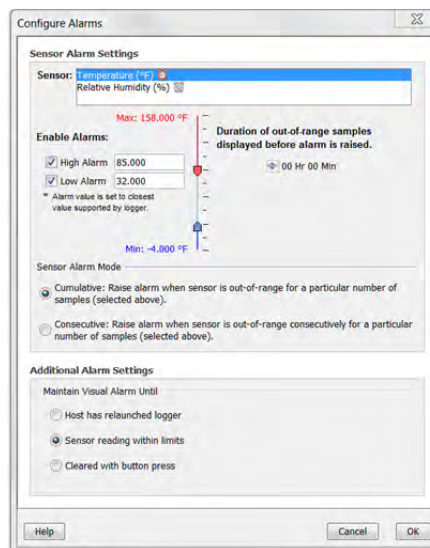 Configure Alarms
Sensor Alarm Settings
Sensor: Temperature (°F)
Relative Humidity (%)
Max: 158.000 °F
Enable Alarms:
Duration of out-of-range samples
displayed before alarm is raised.
High Alarm 85.000
00 Hr 00 Min
Low Alarm 32.000
* Alarm value is set to closest
value supported by logger.
Min: -4.000 °F
Sensor Alarm Mode
Cumulative: Raise alarm when sensor is out-of-range for a particular number of
samples (selected above).
Consecutive: Raise alarm when sensor is out-of-range consecutively for a particular
number of samples (selected above).
Additional Alarm Settings
Maintain Visual Alarm Until
Host has relaunched logger
Sensor reading within limits
Cleared with button press
Help
Cancel
OK